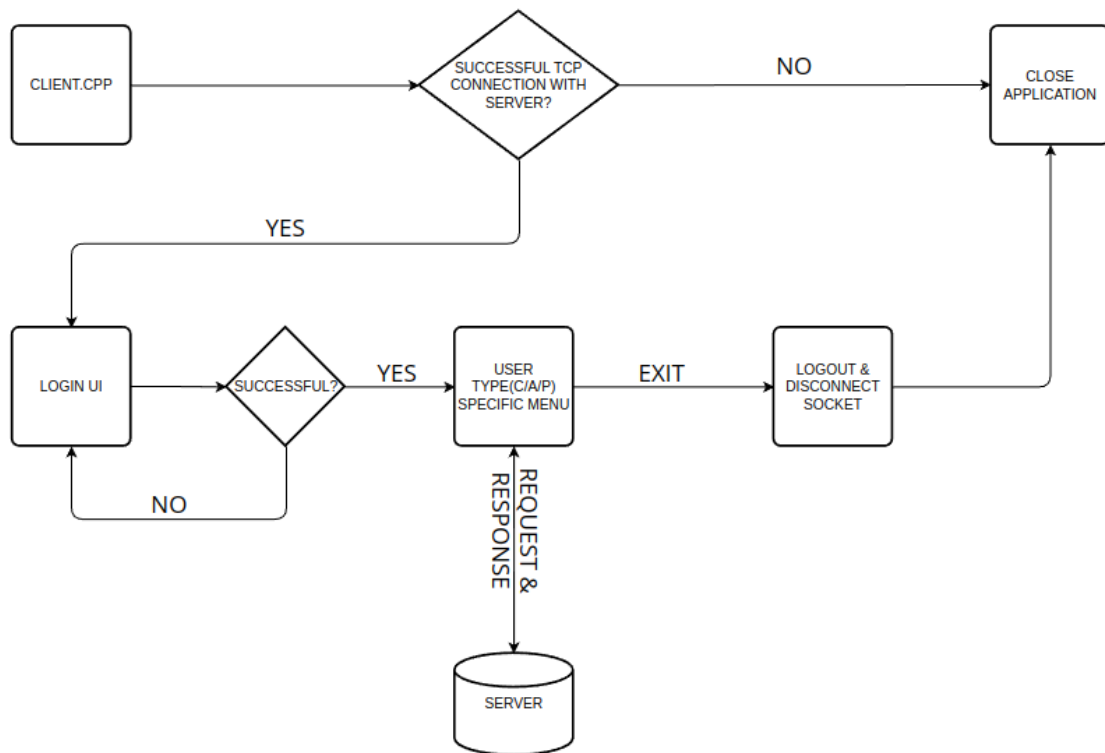 CLIENT.CPP
SUCCESSFUL TCP
CONNECTION WITH
SERVER?
NO
CLOSE
APPLICATION
YES
LOGIN UI
SUCCESSFUL?
YES
USER
TYPE(C/A/P)
SPECIFIC MENU
EXIT
LOGOUT &
DISCONNECT
SOCKET
NO
REQUEST &
RESPONSE
SERVER